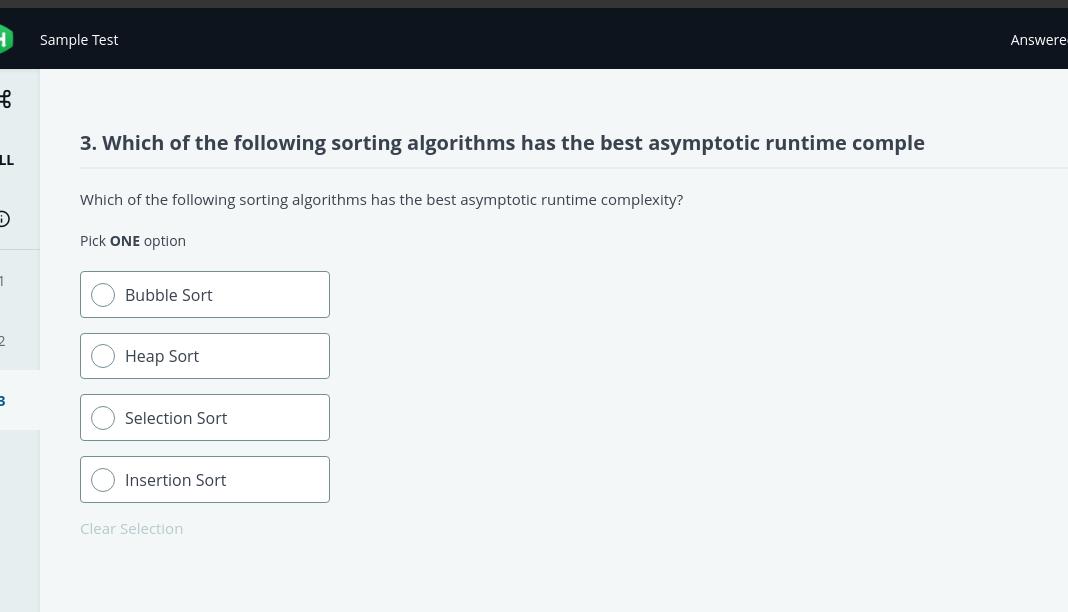 Sample Test
Answered
3. Which of the following sorting algorithms has the best asymptotic runtime comple
Which of the following sorting algorithms has the best asymptotic runtime complexity?
Pick ONE option
Bubble Sort
Heap Sort
Selection Sort
Insertion Sort
Clear Selection
LL
1
2
3